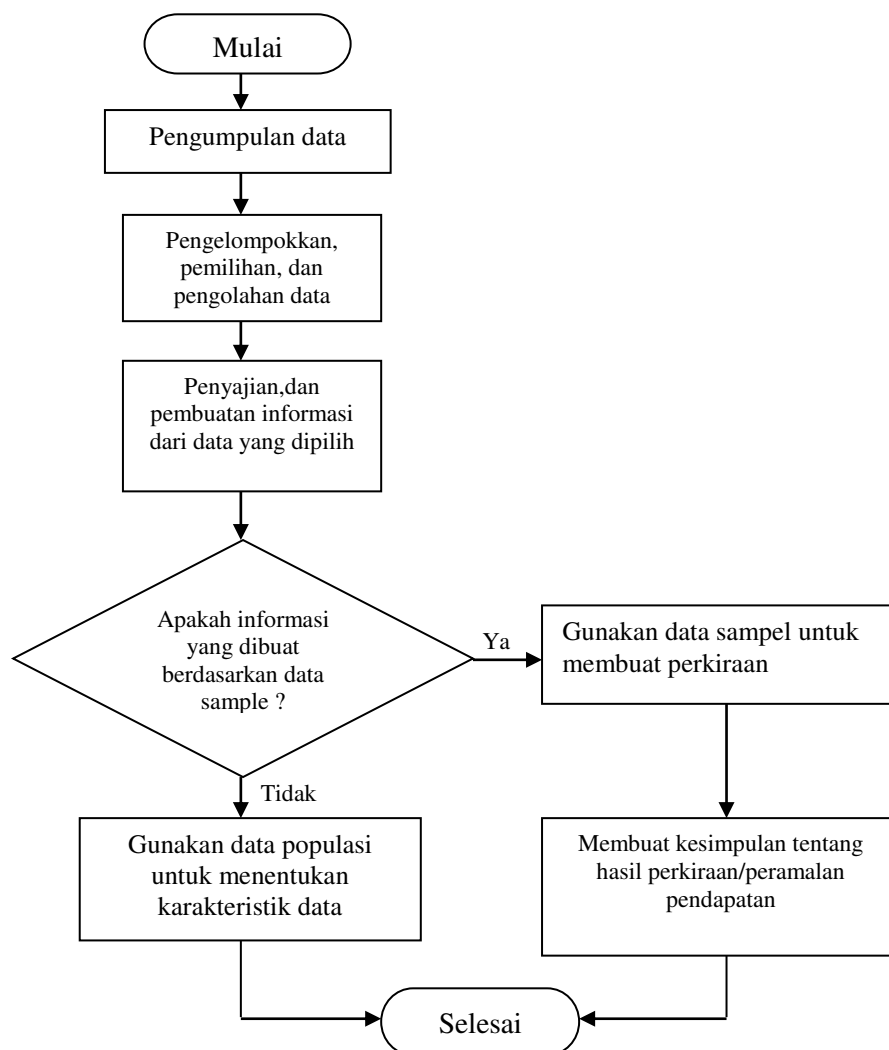 Mulai
Pengumpulan data
Pengelompokkan,
pemilihan, dan
pengolahan data
Penyajian,dan
pembuatan informasi
dari data yang dipilih
Apakah informasi
yang dibuat
berdasarkan data
sample ?
Ya
Gunakan data sampel untuk
membuat perkiraan
Tidak
Gunakan data populasi
untuk menentukan
karakteristik data
Membuat kesimpulan tentang
hasil perkiraan/peramalan
pendapatan
Selesai